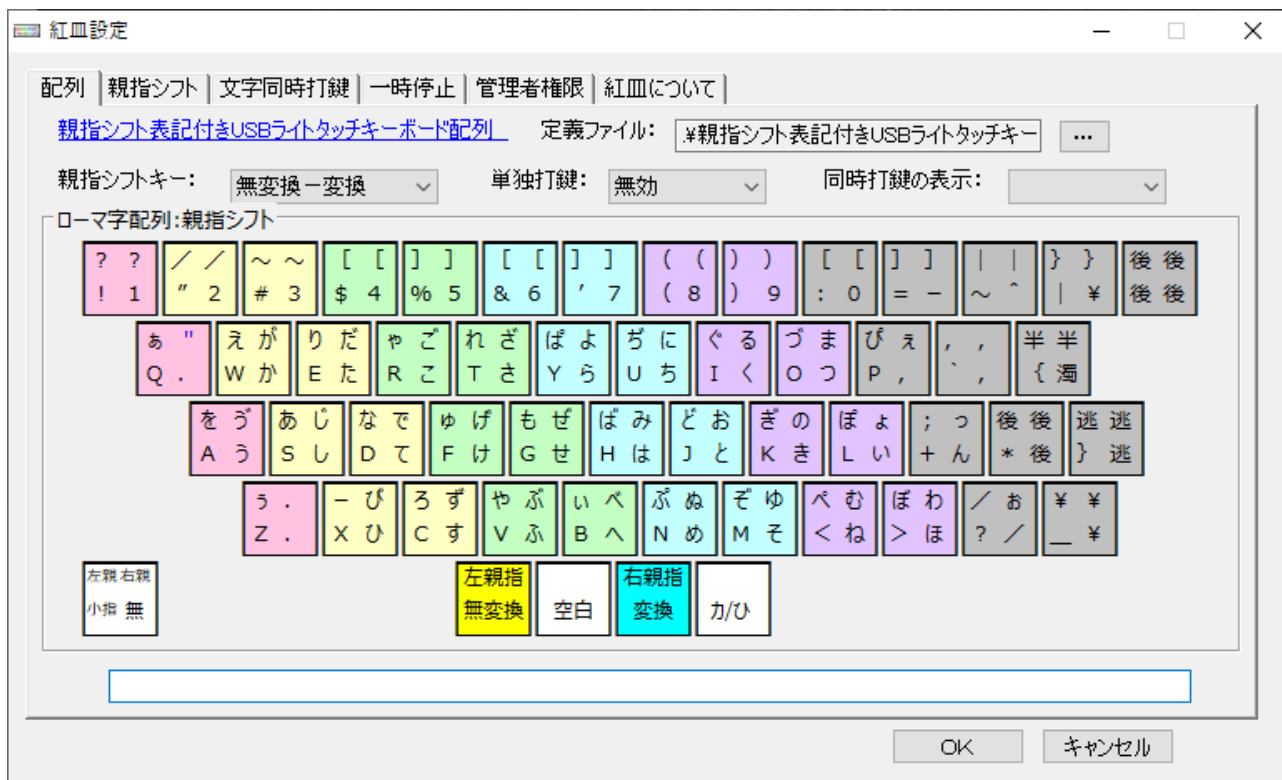 紅皿設定
配列 親指シフト 文字同時打鍵 一時停止 管理者権限 紅皿について
親指シフト表記付きUSBライトタッチキーボード配列 定義ファイル： .¥親指シフト表記付きUSBライトタッチキー ...
親指シフトキー： 無変換－変換 単独打鍵： 無効 同時打鍵の表示：
ローマ字配列:親指シフト
? ? ／ ／ ～ ～ [ [ ] ] [ [ ] ] ( ( ) ) [ [ ] ] | | } } 後 後
! 1 " 2 # 3 $ 4 % 5 & 6 ' 7 ( 8 ) 9 : 0 = - ～ ^ | ¥ 後 後
ぁ " え が り だ ゃ ご れ ざ ぱ よ ぢ に ぐ る づ ま ぴ ぇ , , 半 半
Q . W か E た R こ T さ Y ら U ち I く O つ P , ` , { 濁
を ゔ あ じ な で ゅ げ も ぜ ば み ど お ぎ の ぽ ょ ; っ 後 後 逃 逃
A う S し D て F け G せ H は J と K き L い + ん * 後 } 逃
ぅ . ー び ろ ず や ぶ ぃ べ ぷ ぬ ぞ ゆ ぺ む ぼ わ ／ ぉ ¥ ¥
Z . X ひ C す V ふ B へ N め M そ < ね > ほ ? ／ __ ¥
左親 右親 左親指 右親指
小指 無 無変換 空白 変換 カ/ひ
OK キャンセル